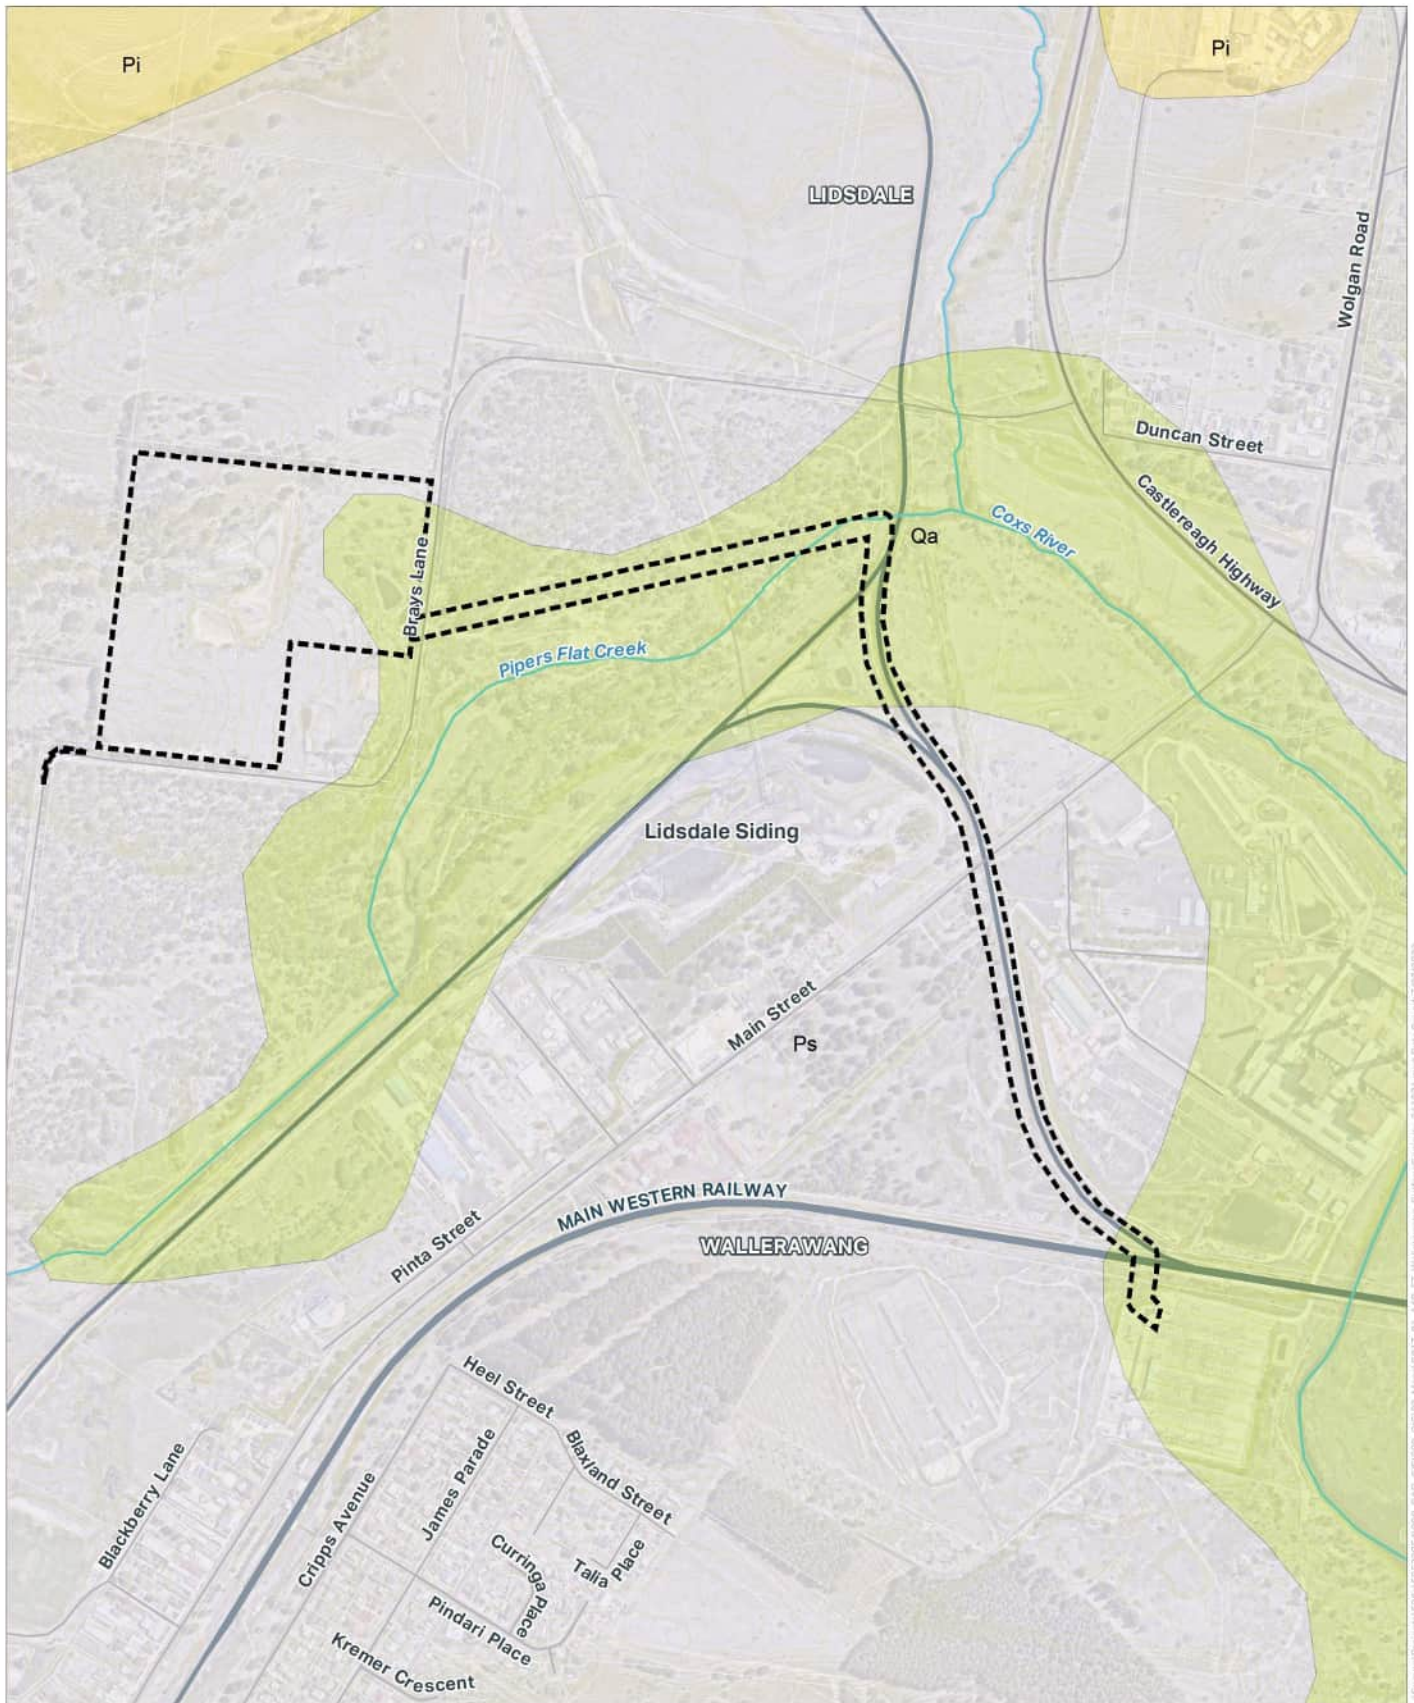 Pi
Pi
LIDSDALE
Wolgan Road
Duncan Street
Castlereagh Highway
Coxs River
Qa
Brays Lane
Pipers Flat Creek
Lidsdale Siding
Main Street
Ps
MAIN WESTERN RAILWAY
WALLERAWANG
Pinta Street
Heel Street
Blaxland Street
James Parade
Cripps Avenue
Blackberry Lane
Curringa Place
Talia Place
Pindari Place
Kremer Crescent